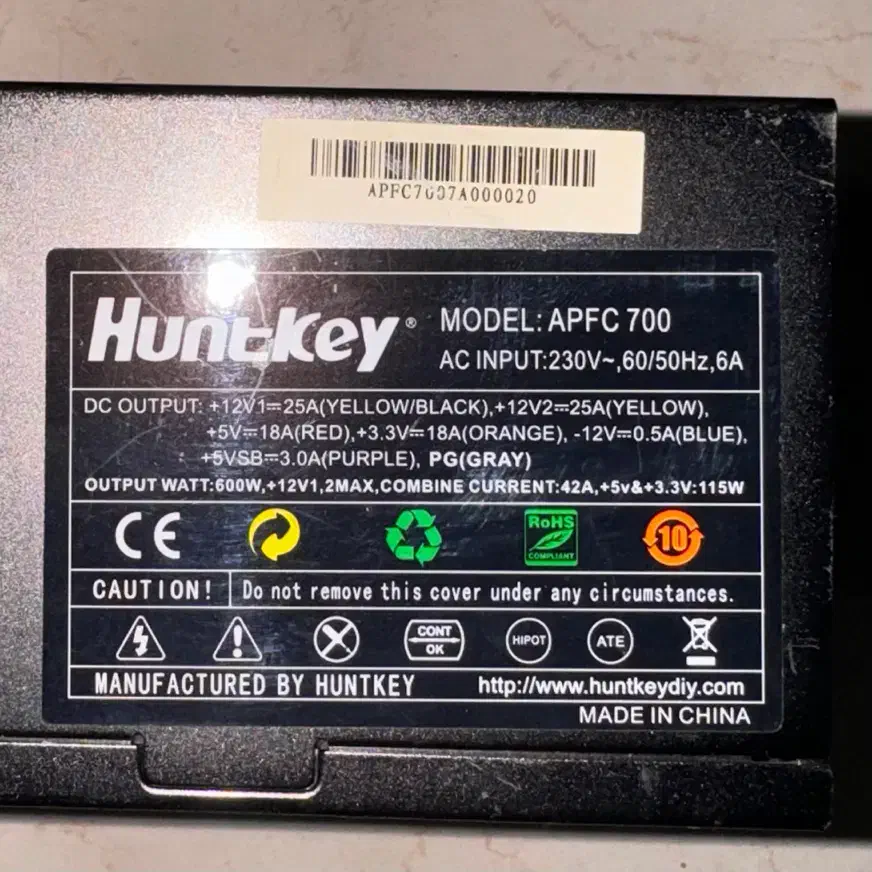 APFC7007A000020
Huntkey®
MODEL: APFC 700
AC INPUT:230V~,60/50Hz,6A
DC OUTPUT: +12V1⎓25A(YELLOW/BLACK),+12V2⎓25A(YELLOW),
+5V⎓18A(RED),+3.3V⎓18A(ORANGE), -12V⎓0.5A(BLUE),
+5VSB⎓3.0A(PURPLE), PG(GRAY)
OUTPUT WATT:600W,+12V1,2MAX,COMBINE CURRENT:42A,+5v&+3.3V:115W
CE
RoHS
COMPLIANT
10
CAUTION! Do not remove this cover under any circumstances.
CONT
OK
HIPOT
ATE
MANUFACTURED BY HUNTKEY
http://www.huntkeydiy.com
MADE IN CHINA